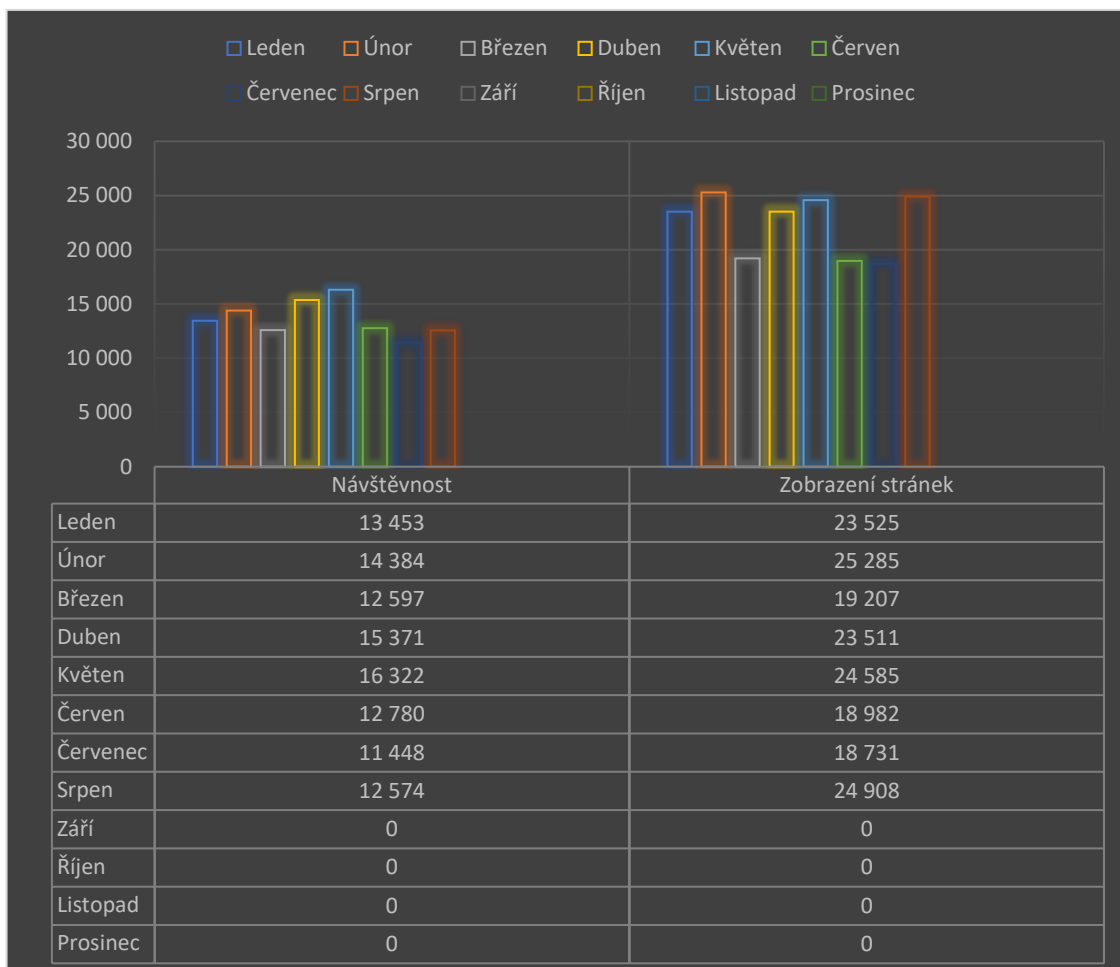 Leden Únor Březen Duben Květen Červen
Červenec Srpen Září Říjen Listopad Prosinec
30 000
25 000
20 000
15 000
10 000
5 000
0
Návštěvnost Zobrazení stránek
Leden 13 453 23 525
Únor 14 384 25 285
Březen 12 597 19 207
Duben 15 371 23 511
Květen 16 322 24 585
Červen 12 780 18 982
Červenec 11 448 18 731
Srpen 12 574 24 908
Září 0 0
Říjen 0 0
Listopad 0 0
Prosinec 0 0